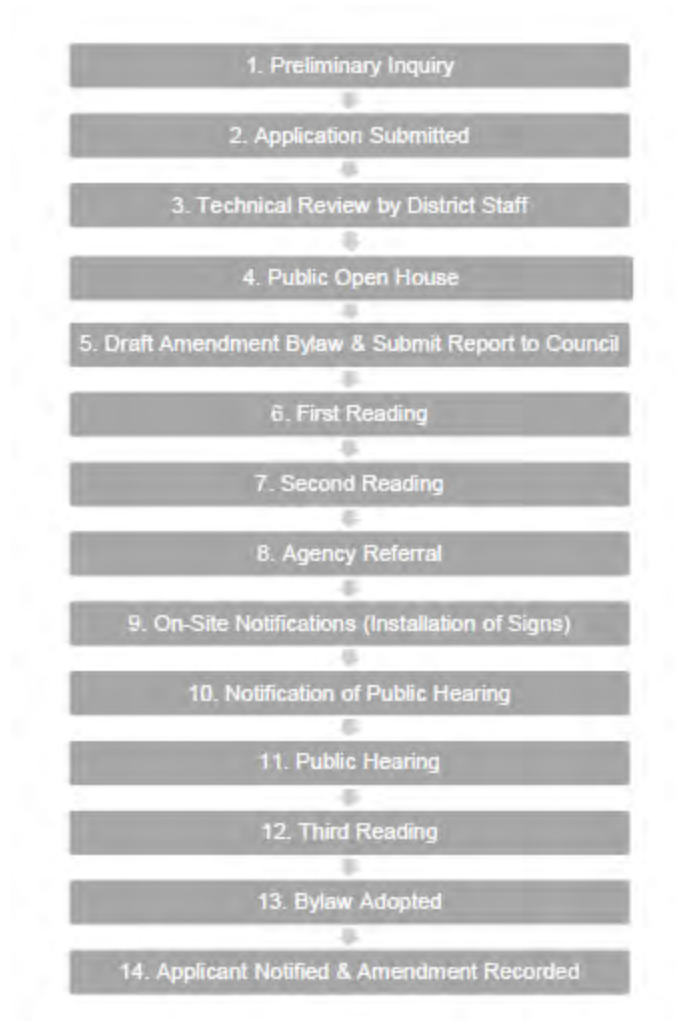 1. Preliminary Inquiry
2. Application Submitted
3. Technical Review by District Staff
4. Public Open House
5. Draft Amendment Bylaw & Submit Report to Council
6. First Reading
7. Second Reading
8. Agency Referral
9. On-Site Notifications (Installation of Signs)
10. Notification of Public Hearing
11. Public Hearing
12. Third Reading
13. Bylaw Adopted
14. Applicant Notified & Amendment Recorded